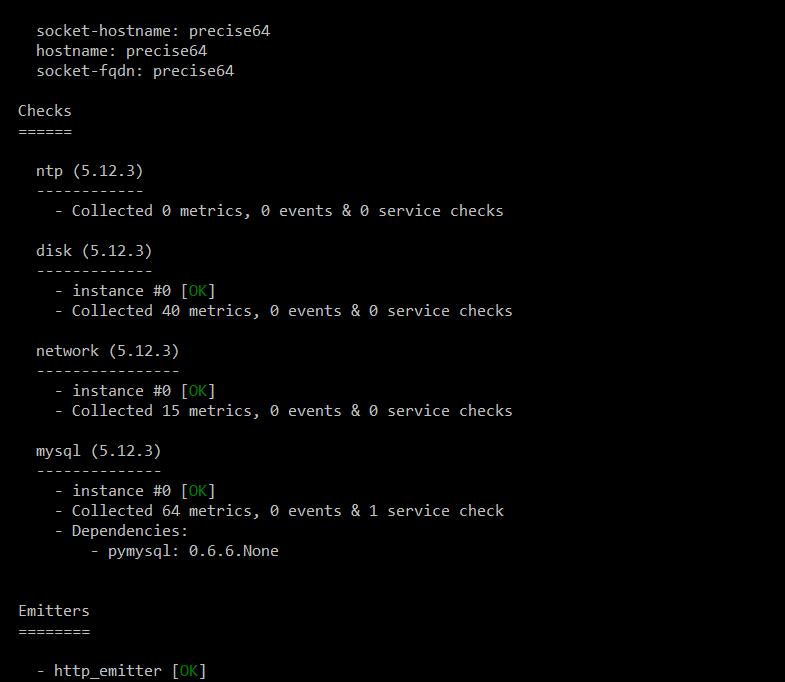 socket-hostname: precise64
hostname: precise64
socket-fqdn: precise64
Checks
======
ntp (5.12.3)
------------
- Collected 0 metrics, 0 events & 0 service checks
disk (5.12.3)
-------------
- instance #0 [OK]
- Collected 40 metrics, 0 events & 0 service checks
network (5.12.3)
----------------
- instance #0 [OK]
- Collected 15 metrics, 0 events & 0 service checks
mysql (5.12.3)
--------------
- instance #0 [OK]
- Collected 64 metrics, 0 events & 1 service check
- Dependencies:
- pymysql: 0.6.6.None
Emitters
========
- http_emitter [OK]